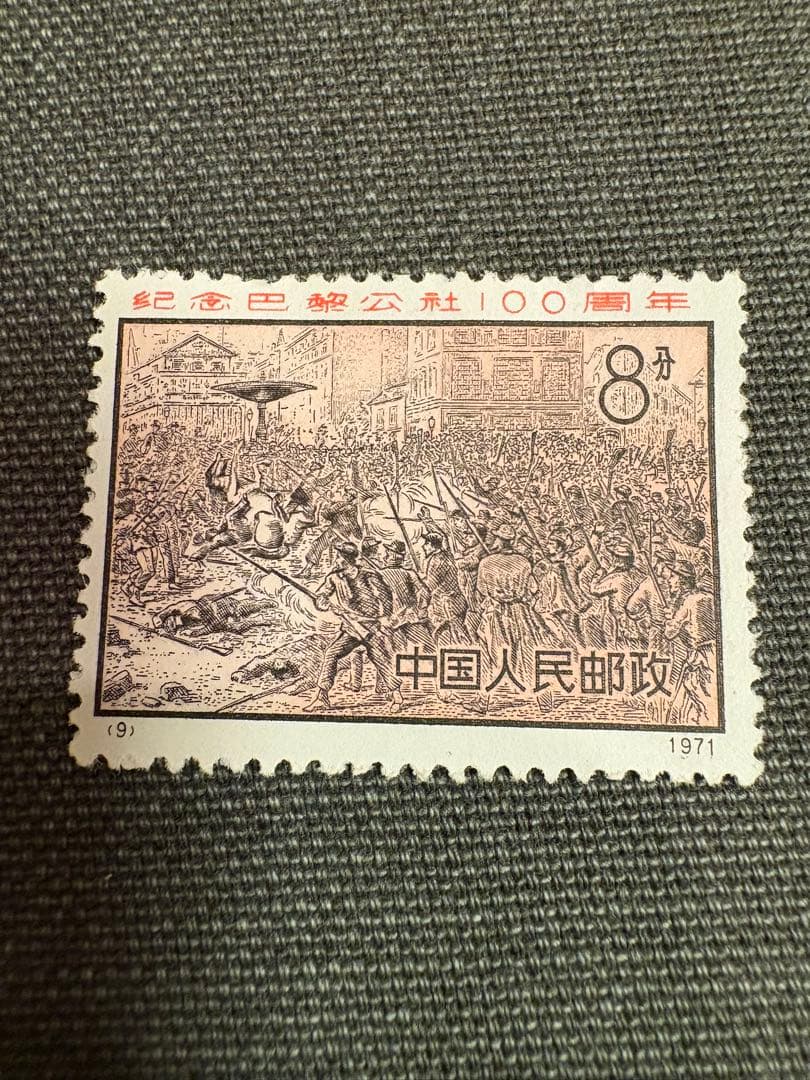 纪念巴黎公社100周年
8分
中国人民邮政
(9)
1971